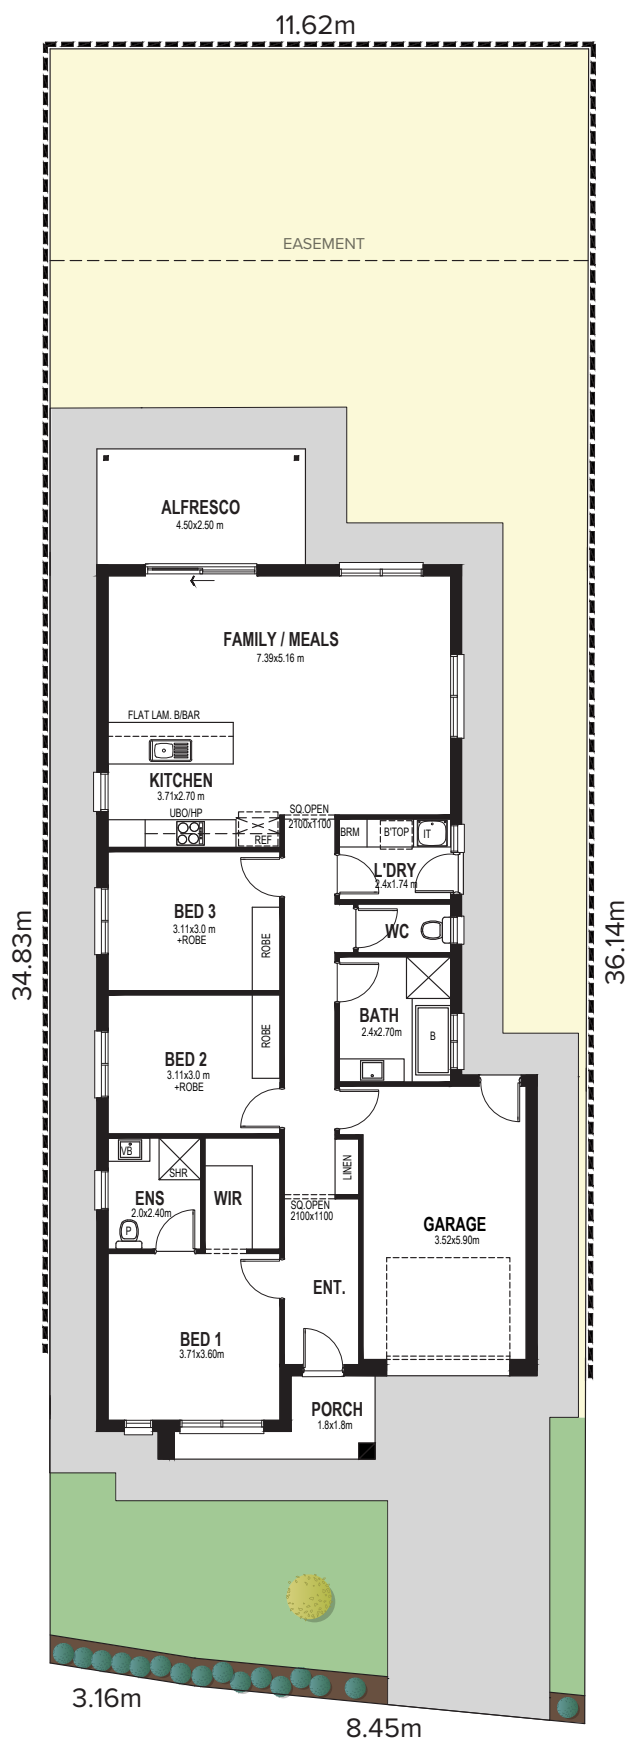 11.62m
EASEMENT
ALFRESCO
4.50x2.50 m
FAMILY / MEALS
7.39x5.16 m
FLAT LAM. B/BAR
KITCHEN
3.71x2.70 m
UBO/HP
REF
SQ.OPEN
2100x1100
BRM
B'TOP
IT
L'DRY
2.4x1.74 m
BED 3
3.11x3.0 m
+ROBE
ROBE
WC
34.83m
36.14m
BATH
2.4x2.70m
B
BED 2
3.11x3.0 m
+ROBE
ROBE
VB
SHR
ENS
2.0x2.40m
P
WIR
LINEN
SQ.OPEN
2100x1100
GARAGE
3.52x5.90m
ENT.
BED 1
3.71x3.60m
PORCH
1.8x1.8m
3.16m
8.45m